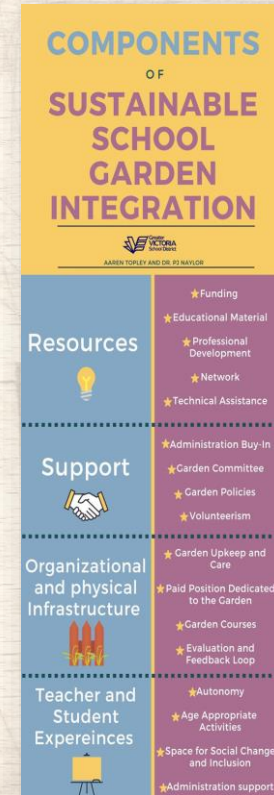 COMPONENTS
OF
SUSTAINABLE
SCHOOL
GARDEN
INTEGRATION
Greater
VICTORIA
School District
AAREN TOPLEY AND DR. PJ NAYLOR
Resources
Funding
Educational Material
Professional
Development
Network
Technical Assistance
Support
Administration Buy-In
Garden Committee
Garden Policies
Volunteerism
Organizational
and physical
Infrastructure
Garden Upkeep and
Care
Paid Position Dedicated
to the Garden
Garden Courses
Evaluation and
Feedback Loop
Teacher and
Student
Expereinces
Autonomy
Age Appropriate
Activities
Space for Social Change
and Inclusion
Administration support